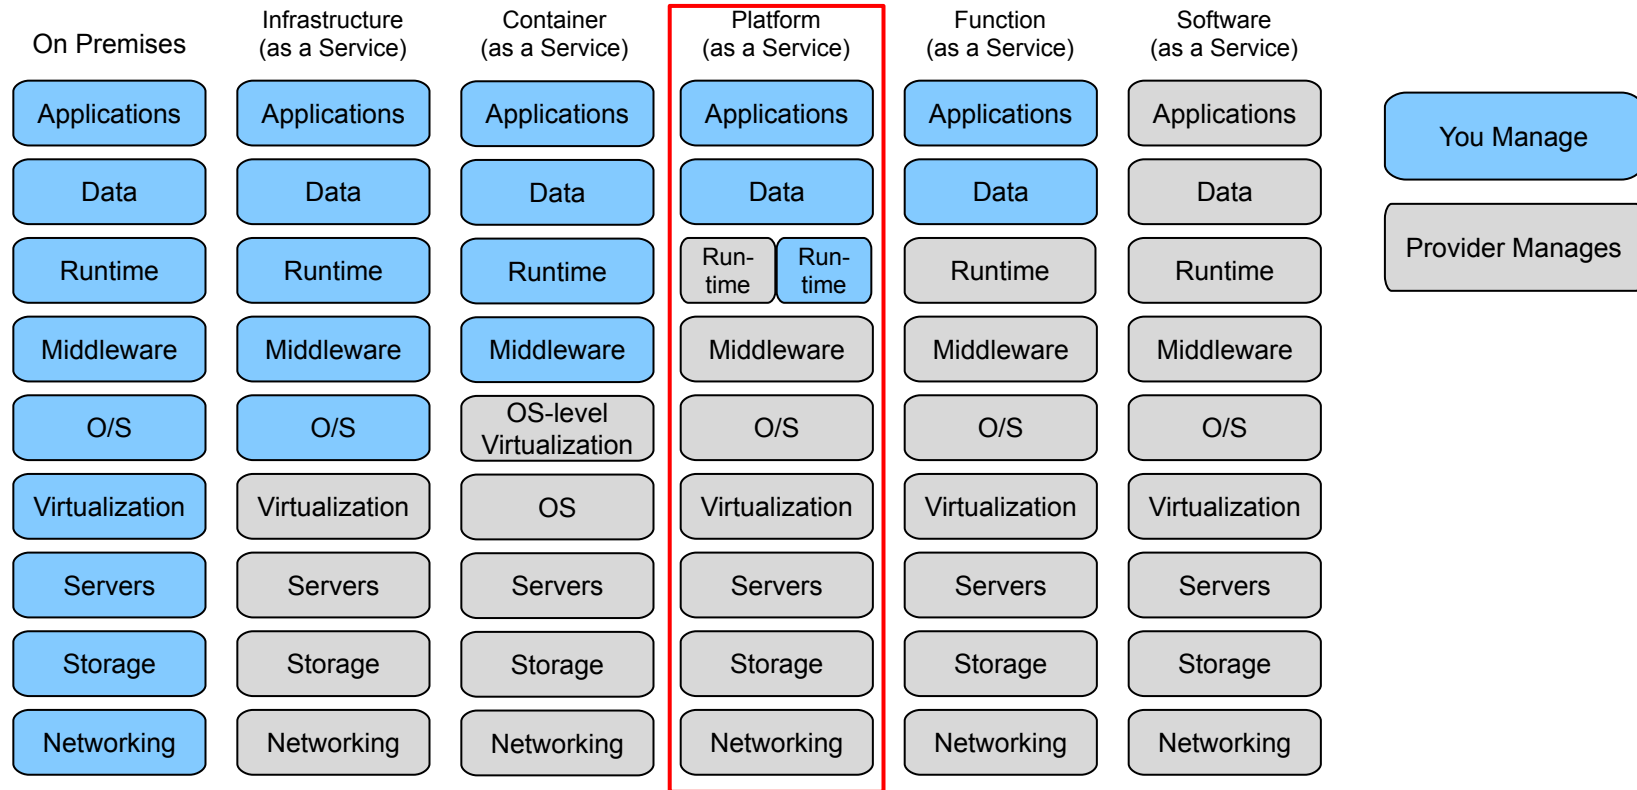 On Premises
Infrastructure
(as a Service)
Container
(as a Service)
Platform
(as a Service)
Function
(as a Service)
Software
(as a Service)
Applications
Applications
Applications
Applications
Applications
Applications
You Manage
Data
Data
Data
Data
Data
Data
Provider Manages
Runtime
Runtime
Runtime
Run-
time
Run-
time
Runtime
Runtime
Middleware
Middleware
Middleware
Middleware
Middleware
Middleware
O/S
O/S
OS-level
Virtualization
O/S
O/S
O/S
Virtualization
Virtualization
OS
Virtualization
Virtualization
Virtualization
Servers
Servers
Servers
Servers
Servers
Servers
Storage
Storage
Storage
Storage
Storage
Storage
Networking
Networking
Networking
Networking
Networking
Networking